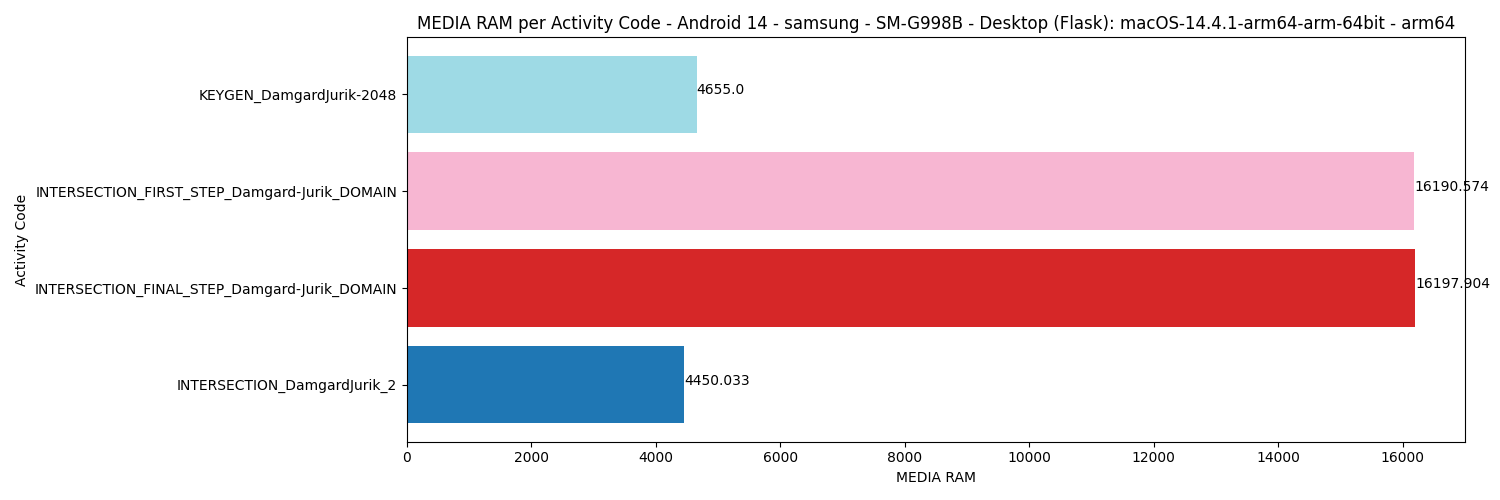 MEDIA RAM per Activity Code - Android 14 - samsung - SM-G998B - Desktop (Flask): macOS-14.4.1-arm64-arm-64bit - arm64
Activity Code
KEYGEN_DamgardJurik-2048
4655.0
INTERSECTION_FIRST_STEP_Damgard-Jurik_DOMAIN
16190.574
INTERSECTION_FINAL_STEP_Damgard-Jurik_DOMAIN
16197.904
INTERSECTION_DamgardJurik_2
4450.033
0 2000 4000 6000 8000 10000 12000 14000 16000
MEDIA RAM